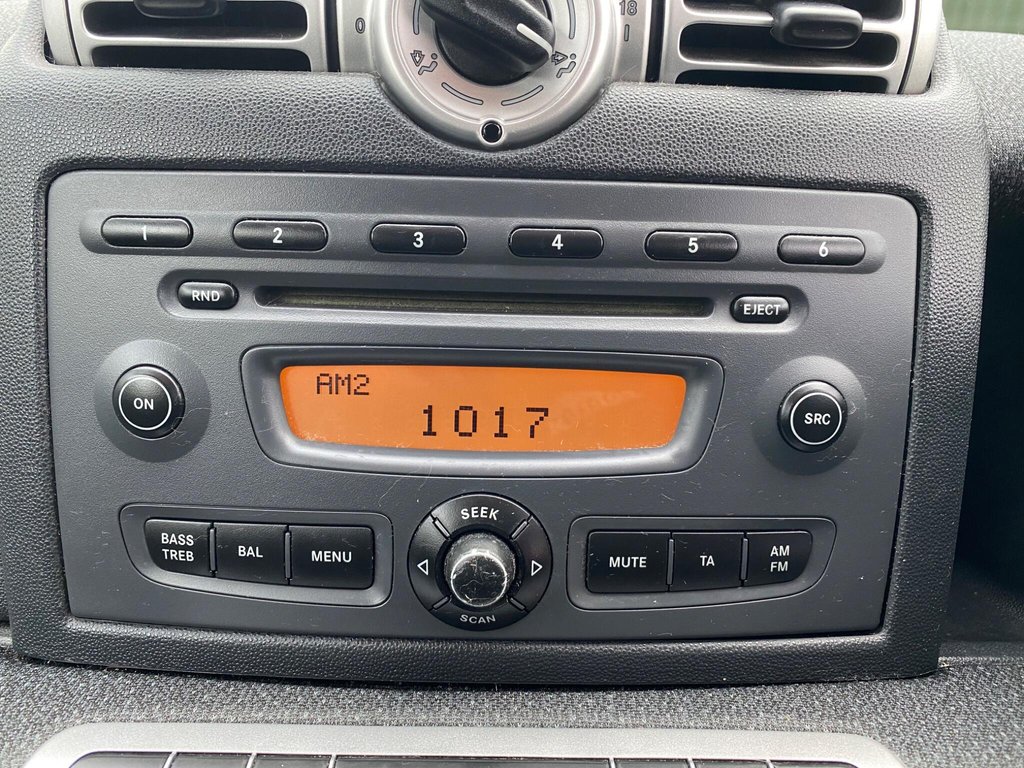 0 18
1 2 3 4 5 6
RND EJECT
AM2
1017
ON
SRC
SEEK
BASS
TREB
BAL
MENU
MUTE
TA
AM
FM
SCAN